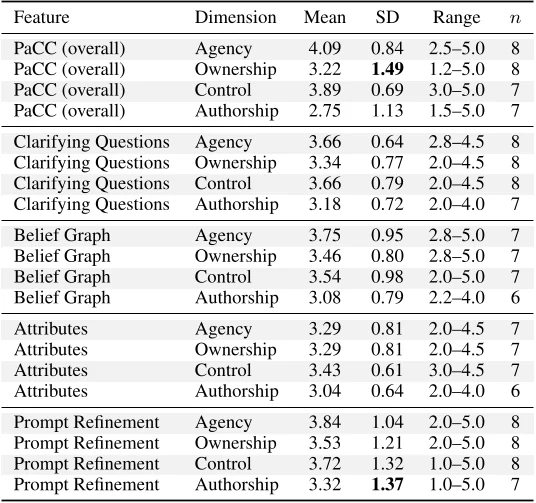 Feature Dimension Mean SD Range n
PaCC (overall) Agency 4.09 0.84 2.5–5.0 8
PaCC (overall) Ownership 3.22 1.49 1.2–5.0 8
PaCC (overall) Control 3.89 0.69 3.0–5.0 7
PaCC (overall) Authorship 2.75 1.13 1.5–5.0 7
Clarifying Questions Agency 3.66 0.64 2.8–4.5 8
Clarifying Questions Ownership 3.34 0.77 2.0–4.5 8
Clarifying Questions Control 3.66 0.79 2.0–4.5 8
Clarifying Questions Authorship 3.18 0.72 2.0–4.0 7
Belief Graph Agency 3.75 0.95 2.8–5.0 7
Belief Graph Ownership 3.46 0.80 2.8–5.0 7
Belief Graph Control 3.54 0.98 2.0–5.0 7
Belief Graph Authorship 3.08 0.79 2.2–4.0 6
Attributes Agency 3.29 0.81 2.0–4.5 7
Attributes Ownership 3.29 0.81 2.0–4.5 7
Attributes Control 3.43 0.61 3.0–4.5 7
Attributes Authorship 3.04 0.64 2.0–4.0 6
Prompt Refinement Agency 3.84 1.04 2.0–5.0 8
Prompt Refinement Ownership 3.53 1.21 2.0–5.0 8
Prompt Refinement Control 3.72 1.32 1.0–5.0 8
Prompt Refinement Authorship 3.32 1.37 1.0–5.0 7